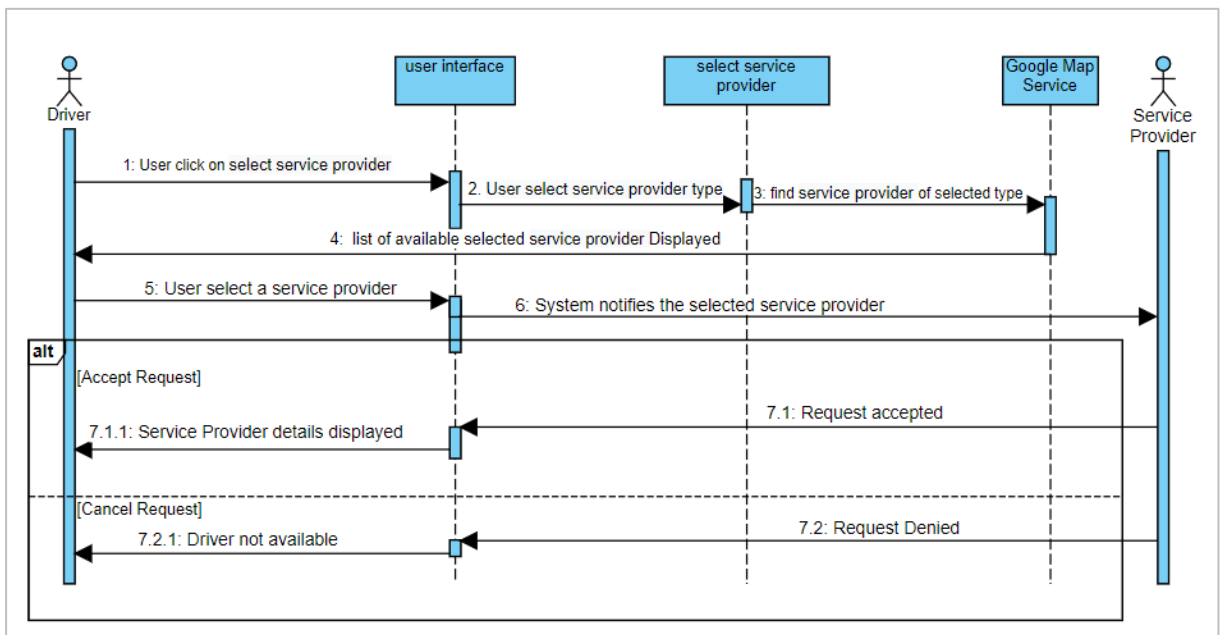 user interface
select service
provider
Google Map
Service
Driver
Service
Provider
1: User click on select service provider
2. User select service provider type
3: find service provider of selected type
4: list of available selected service provider Displayed
5: User select a service provider
6: System notifies the selected service provider
alt
[Accept Request]
7.1: Request accepted
7.1.1: Service Provider details displayed
[Cancel Request]
7.2: Request Denied
7.2.1: Driver not available